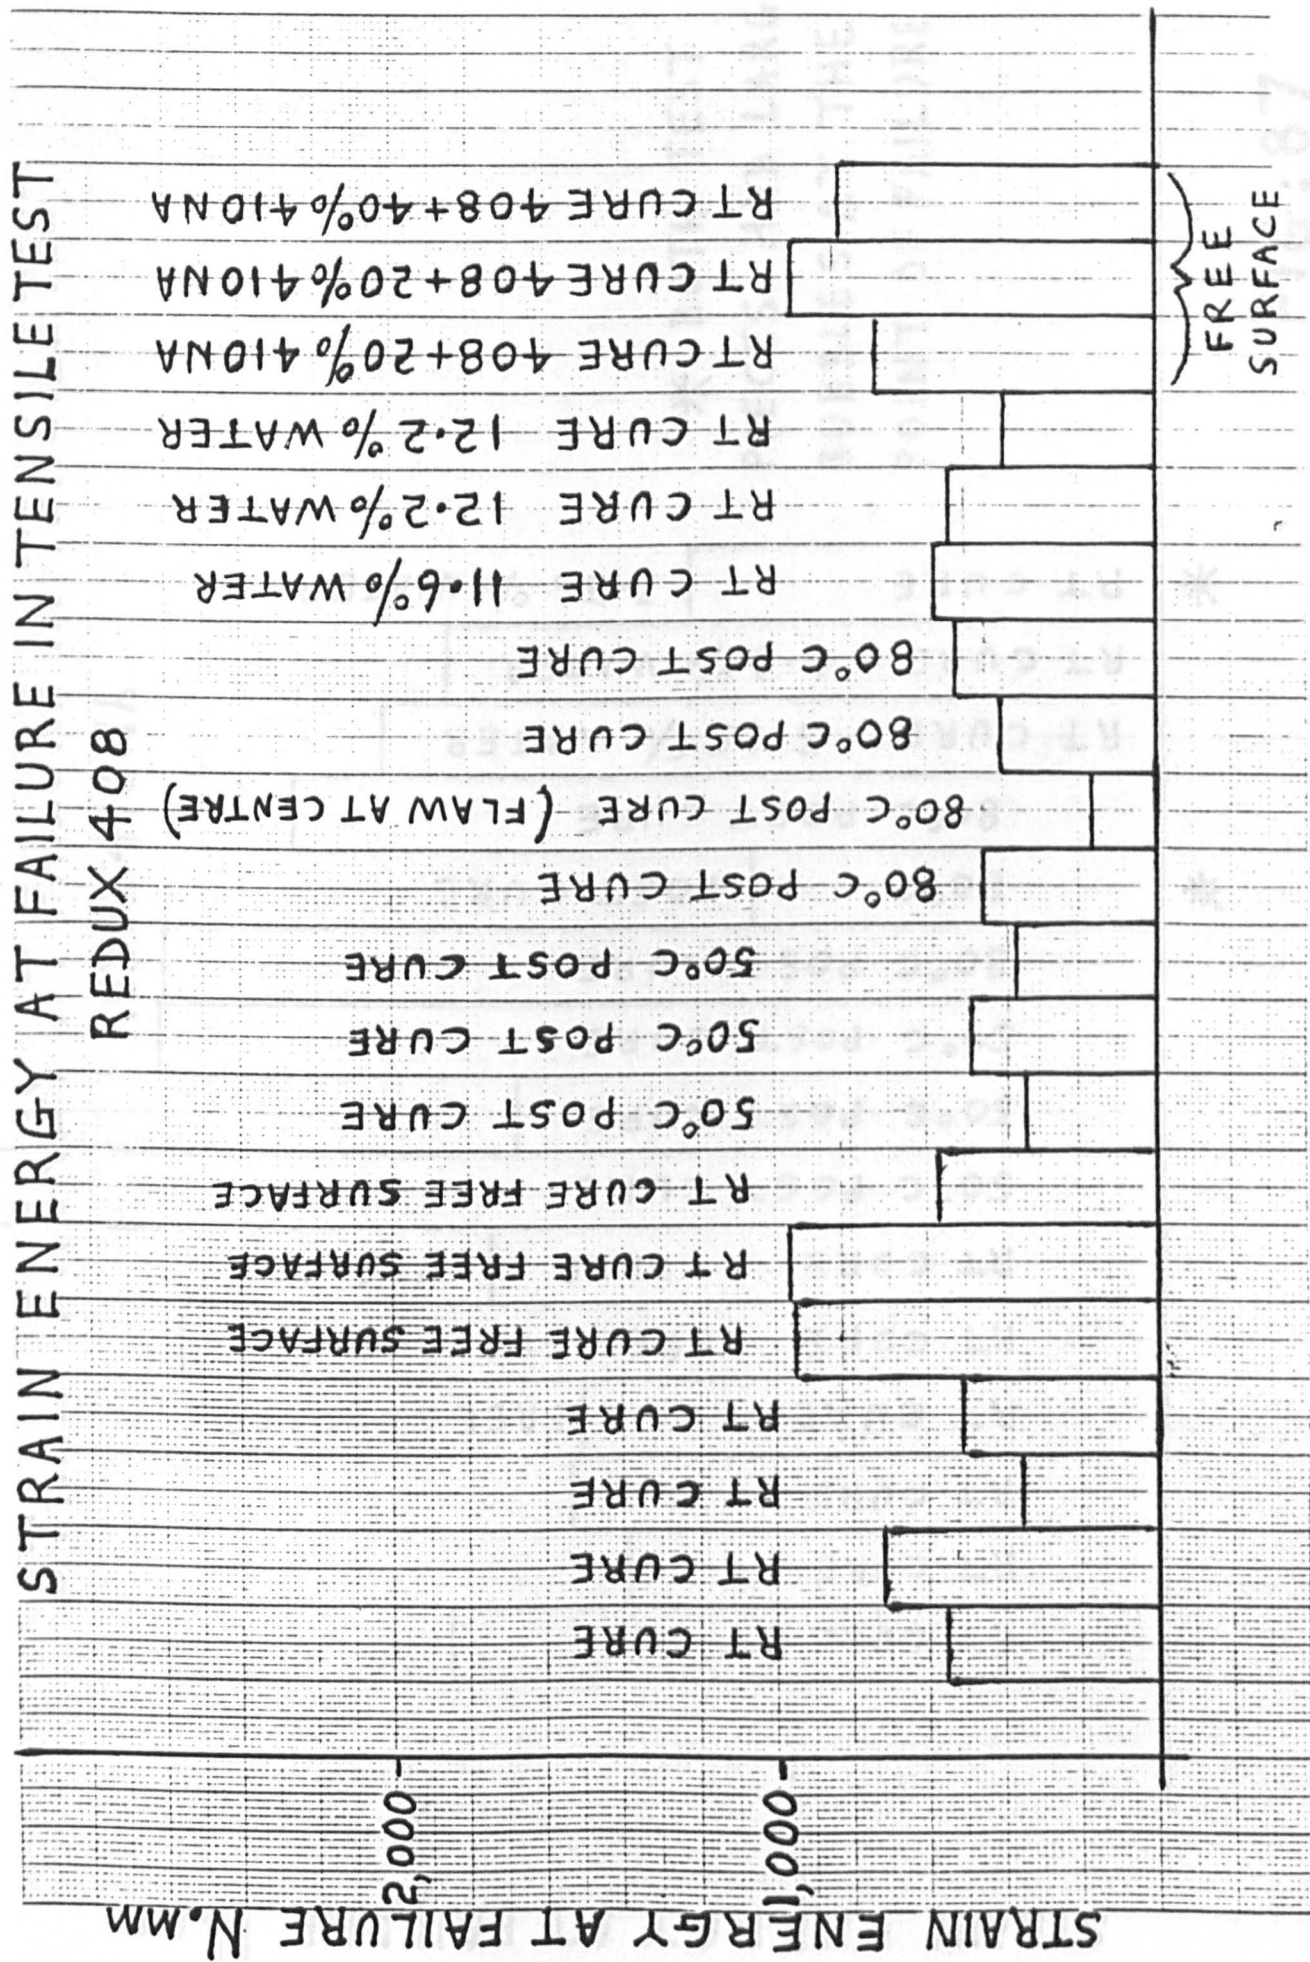 STRAIN ENERGY AT FAILURE IN TENSILE TEST
REDUX 408
STRAIN ENERGY AT FAILURE N.mm
2,000
1,000
RT CURE
RT CURE
RT CURE
RT CURE
RT CURE FREE SURFACE
RT CURE FREE SURFACE
RT CURE FREE SURFACE
50°C POST CURE
50°C POST CURE
50°C POST CURE
80°C POST CURE
80°C POST CURE (FLAW AT CENTRE)
80°C POST CURE
80°C POST CURE
RT CURE 11.6% WATER
RT CURE 12.2% WATER
RT CURE 12.2% WATER
RT CURE 408+20% 410NA
RT CURE 408+20% 410NA
RT CURE 408+40% 410NA
FREE
SURFACE